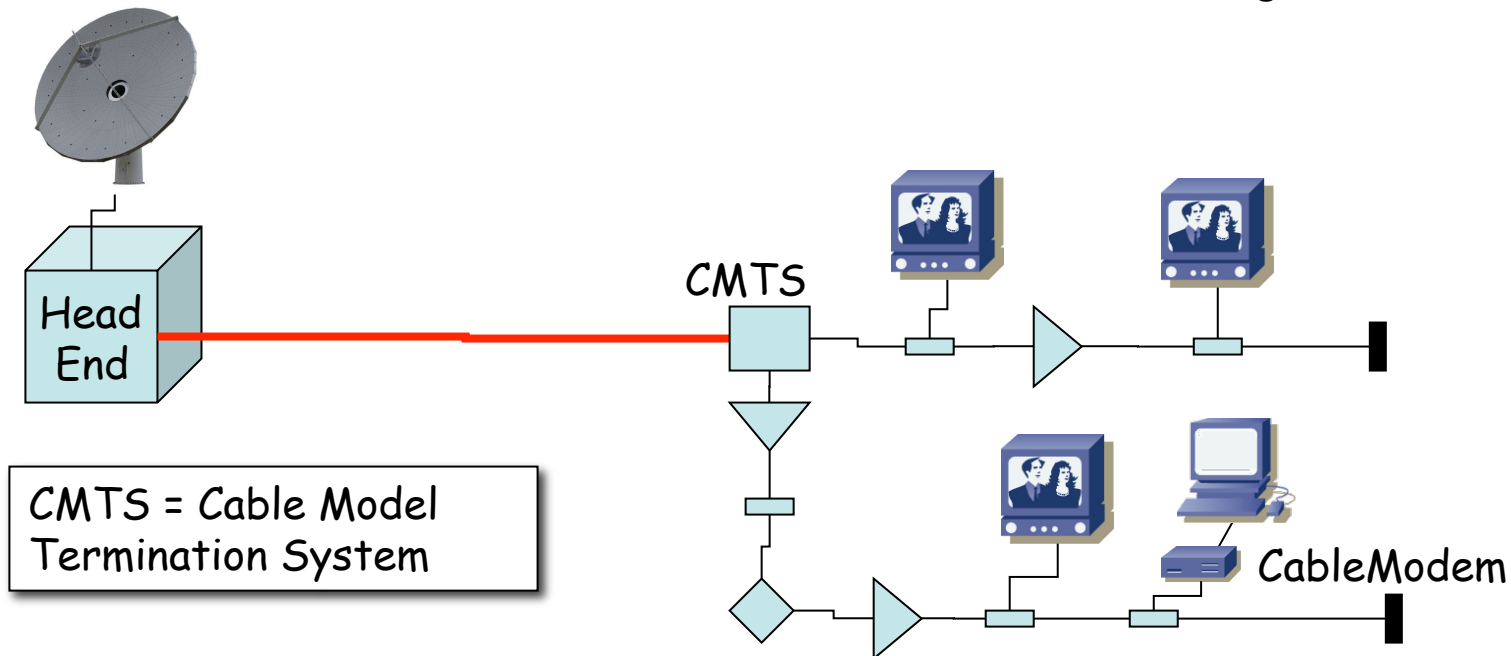 Head
End
CMTS
CMTS = Cable Model
Termination System
CableModem